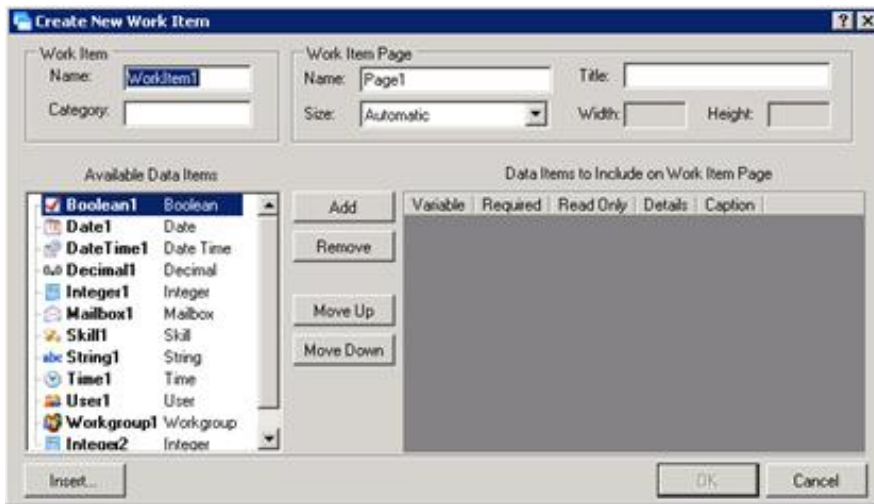 Create New Work Item
Work Item
Name: WorkItem1
Category:
Work Item Page
Name: Page1
Title:
Size: Automatic
Width:
Height:
Available Data Items
Boolean1 Boolean
Date1 Date
DateTime1 Date Time
0.0 Decimal1 Decimal
Integer1 Integer
Mailbox1 Mailbox
Skill1 Skill
abc String1 String
Time1 Time
User1 User
Workgroup1 Workgroup
Integer2 Integer
Add
Remove
Move Up
Move Down
Data Items to Include on Work Item Page
Variable Required Read Only Details Caption
Insert...
OK
Cancel